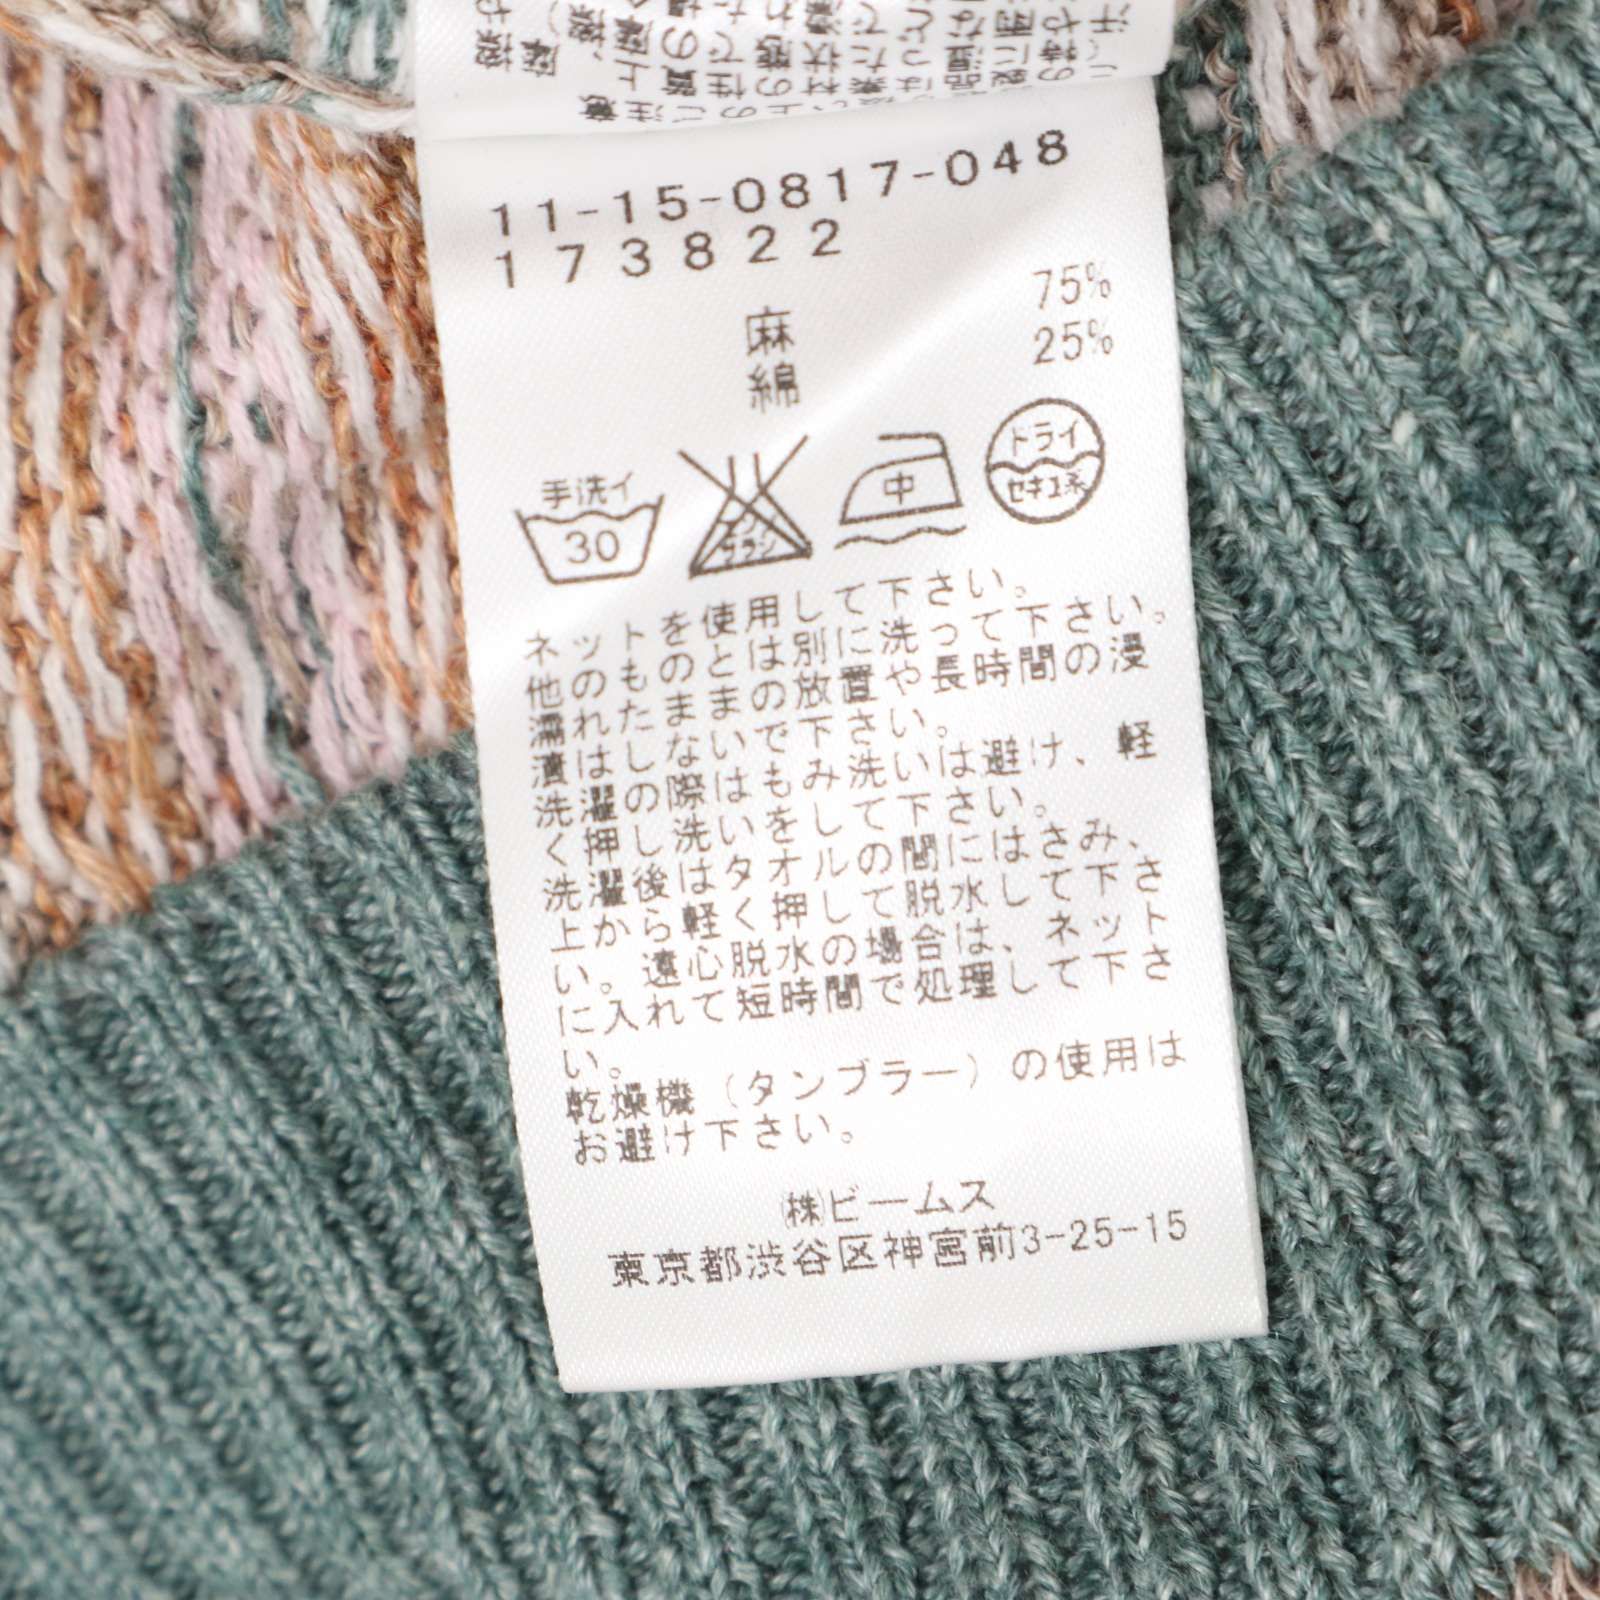 11-15-0817-048
173822
麻 75%
綿 25%
手洗イ
30
中
ドライ
セキユ系
ネットを使用して下さい。
他のものとは別に洗って下さい。
濡れたままの放置や長時間の浸
漬はしないで下さい。
洗濯の際はもみ洗いは避け、軽
く押し洗いをして下さい。
洗濯後はタオルの間にはさみ、
上から軽く押して脱水して下さ
い。遠心脱水の場合は、ネット
に入れて短時間で処理して下さ
い。
乾燥機(タンブラー)の使用は
お避け下さい。
㈱ビームス
東京都渋谷区神宮前3-25-15